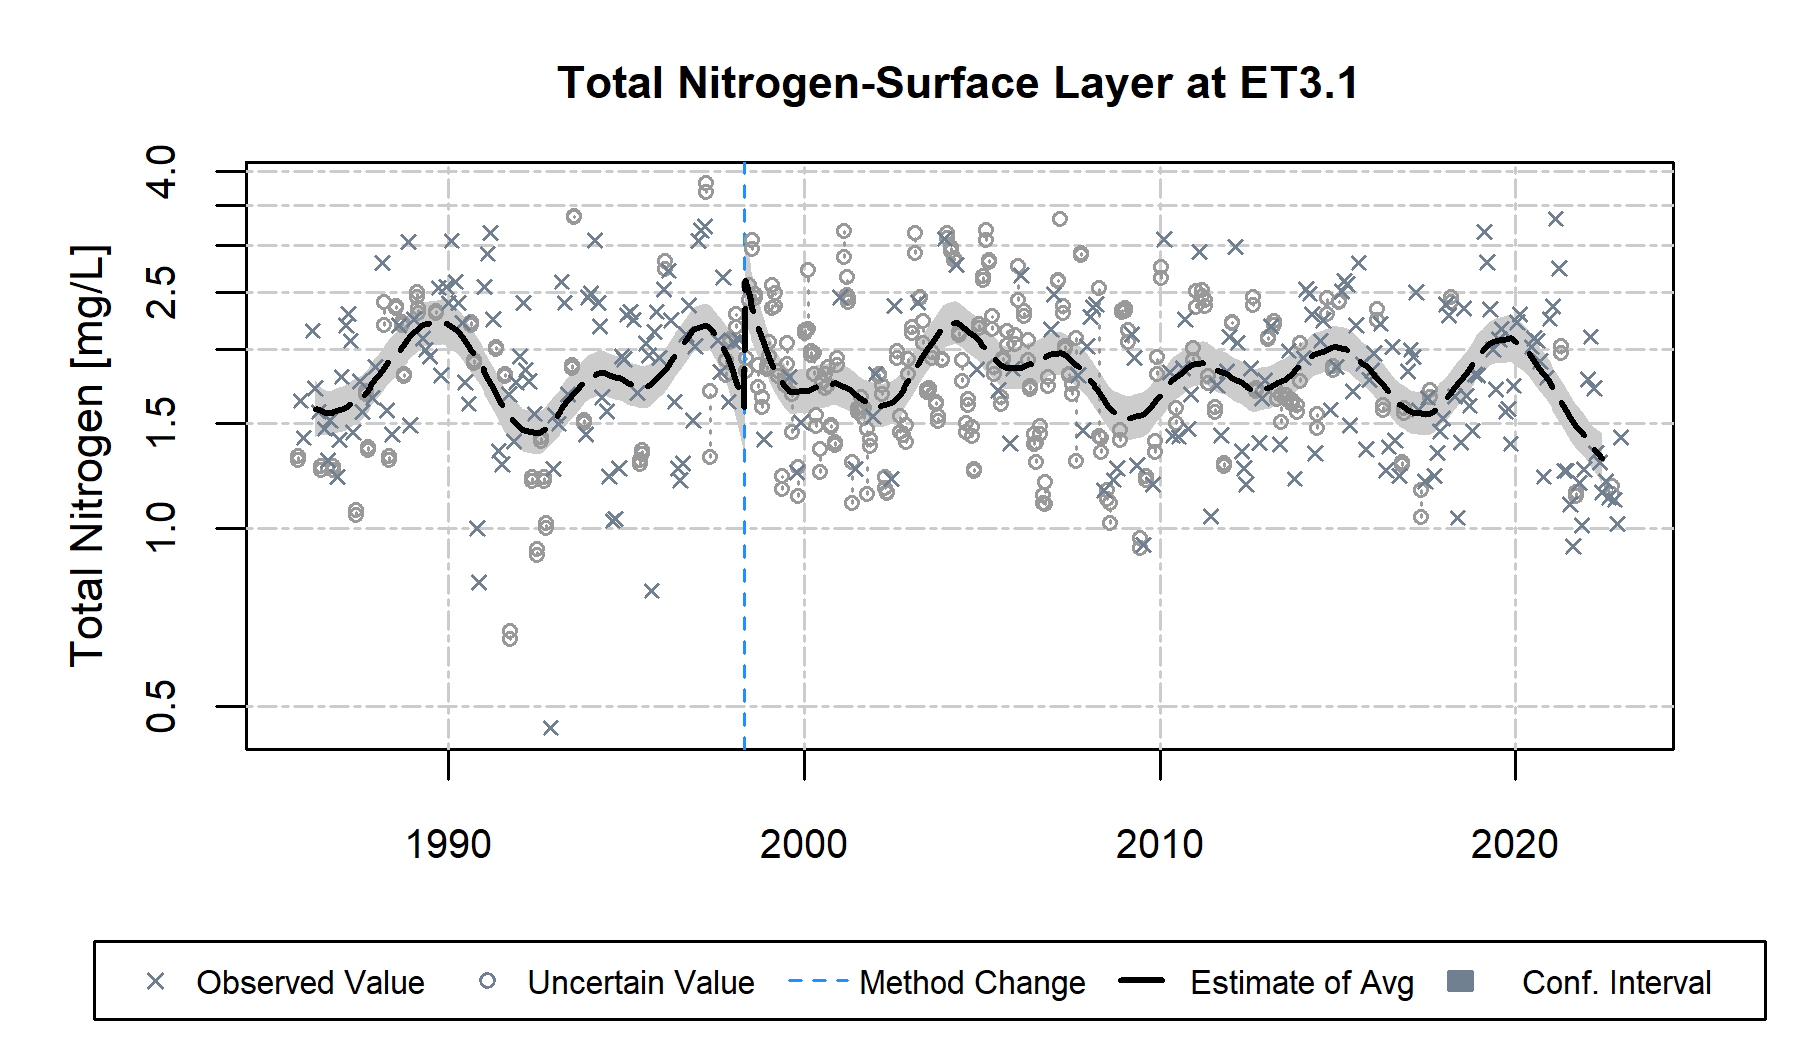 Total Nitrogen-Surface Layer at ET3.1
Total Nitrogen [mg/L]
4.0
2.5
1.5
1.0
0.5
1990 2000 2010 2020
Observed Value Uncertain Value Method Change Estimate of Avg Conf. Interval